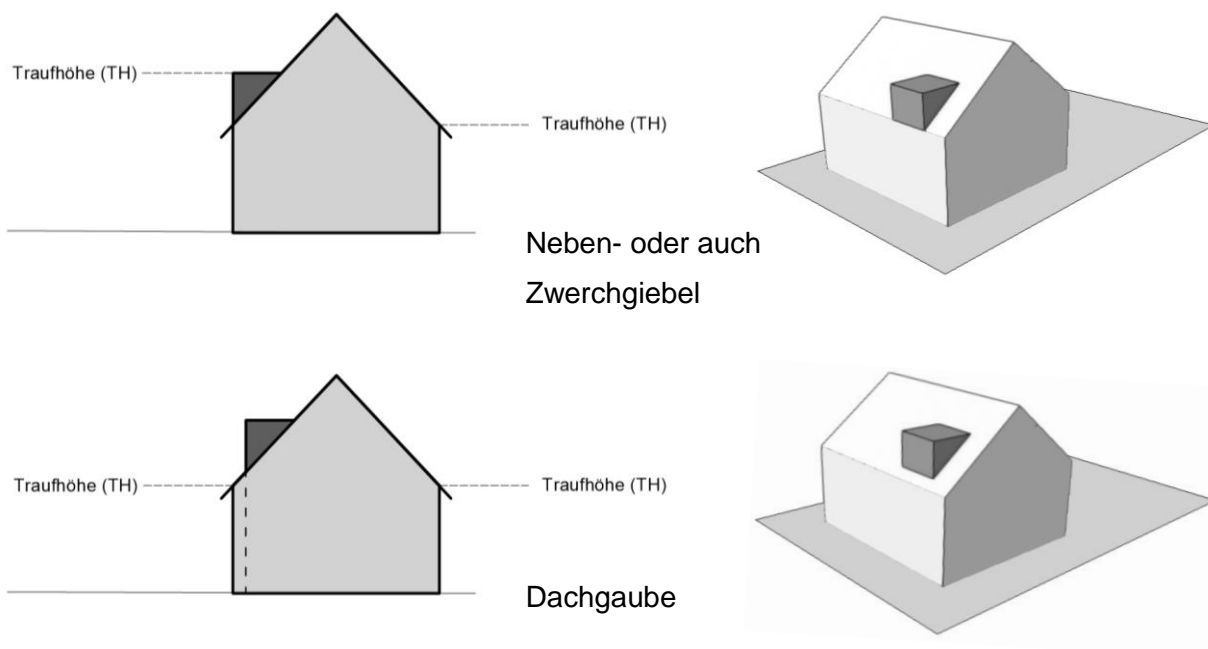 Traufhöhe (TH)
Traufhöhe (TH)
Neben- oder auch
Zwerchgiebel
Traufhöhe (TH)
Traufhöhe (TH)
Dachgaube